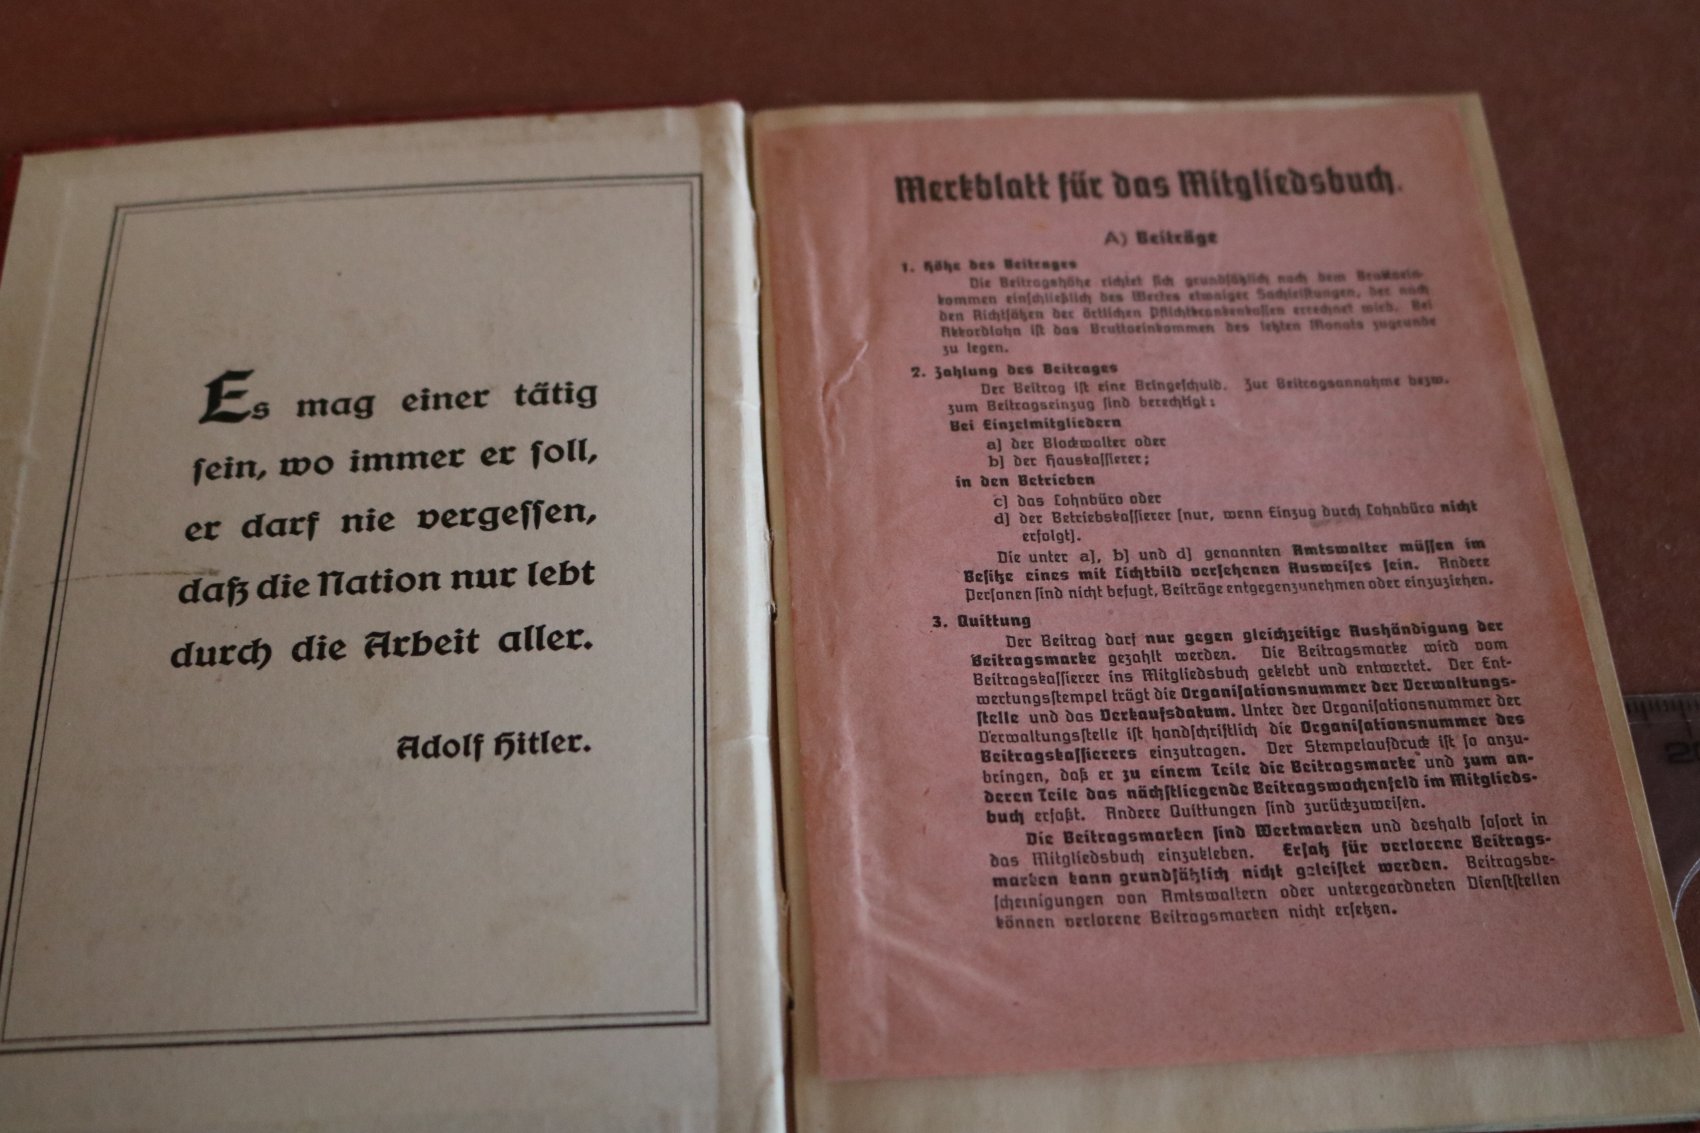 Es mag einer tätig
sein, wo immer er soll,
er darf nie vergessen,
daß die Nation nur lebt
durch die Arbeit aller.
Adolf Hitler.
Merkblatt für das Mitgliedsbuch.
A) Beiträge
1. Höhe des Beitrages
Die Beitragshöhe richtet sich grundsätzlich nach dem Bruttoein-
kommen einschließlich des Wertes etwaiger Sachleistungen, der nach
den Richtsätzen der örtlichen Pflichtkrankenkassen errechnet wird. Bei
Akkordlohn ist das Bruttoeinkommen des letzten Monats zugrunde
zu legen.
2. Zahlung des Beitrages
Der Beitrag ist eine Bringeschuld. Zur Beitragsannahme bezw.
zum Beitragseinzug sind berechtigt:
Bei Einzelmitgliedern
a) der Blockwalter oder
b) der Hauskassierer;
in den Betrieben
c) das Lohnbüro oder
d) der Betriebskassierer (nur, wenn Einzug durch Lohnbüro nicht
erfolgt).
Die unter a), b) und d) genannten Amtswalter müssen im
Besitze eines mit Lichtbild versehenen Ausweises sein. Andere
Personen sind nicht befugt, Beiträge entgegenzunehmen oder einzuziehen.
3. Quittung
Der Beitrag darf nur gegen gleichzeitige Aushändigung der
Beitragsmarke gezahlt werden. Die Beitragsmarke wird vom
Beitragskassierer ins Mitgliedsbuch geklebt und entwertet. Der Ent-
wertungsstempel trägt die Organisationsnummer der Verwaltungs-
stelle und das Verkaufsdatum. Unter der Organisationsnummer der
Verwaltungsstelle ist handschriftlich die Organisationsnummer des
Beitragskassierers einzutragen. Der Stempelaufdruck ist so anzu-
bringen, daß er zu einem Teile die Beitragsmarke und zum an-
deren Teile das nächstliegende Beitragswochenfeld im Mitglieds-
buch erfaßt. Andere Quittungen sind zurückzuweisen.
Die Beitragsmarken sind Wertmarken und deshalb sofort in
das Mitgliedsbuch einzukleben. Ersatz für verlorene Beitrags-
marken kann grundsätzlich nicht geleistet werden. Beitragsbe-
scheinigungen von Amtswaltern oder untergeordneten Dienststellen
können verlorene Beitragsmarken nicht ersetzen.